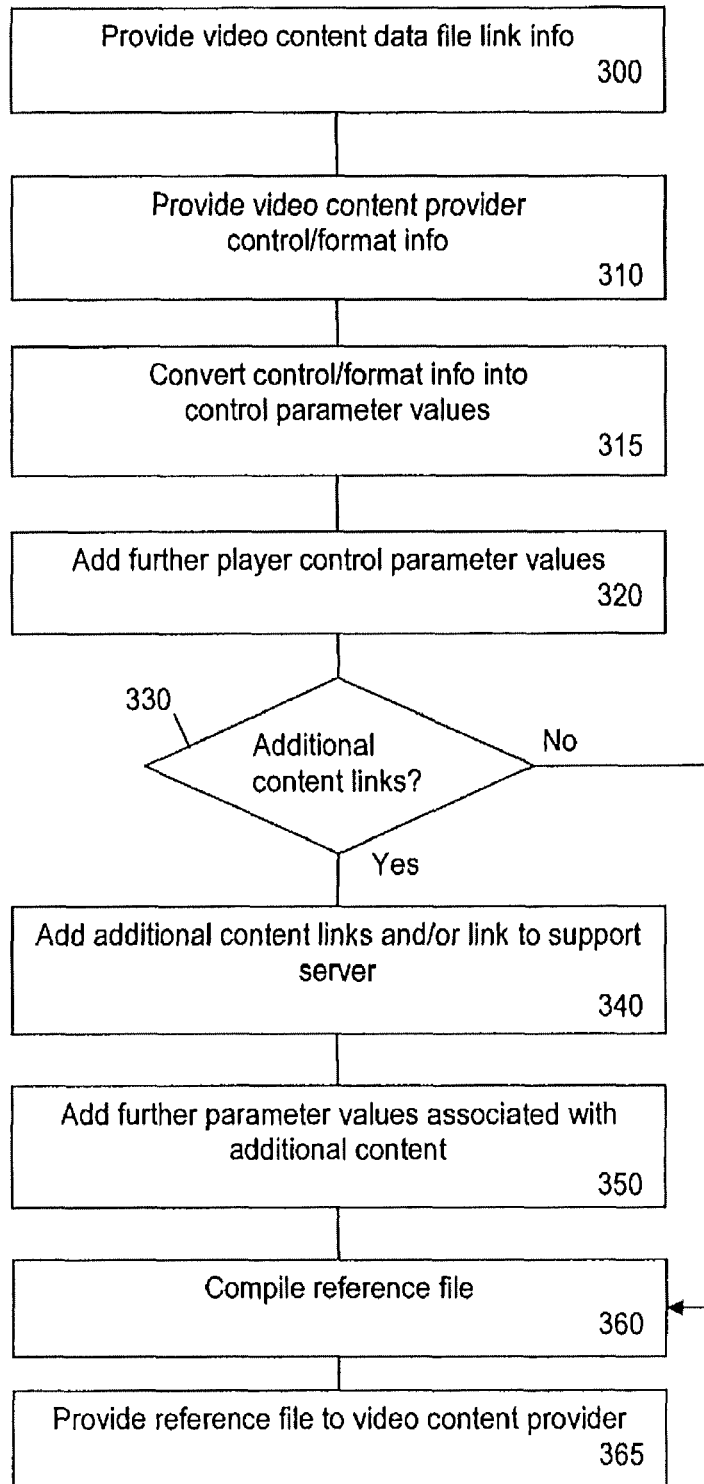 Provide video content data file link info
300
Provide video content provider
control/format info
310
Convert control/format info into
control parameter values
315
Add further player control parameter values
320
330
Additional
content links?
No
Yes
Add additional content links and/or link to support
server
340
Add further parameter values associated with
additional content
350
Compile reference file
360
Provide reference file to video content provider
365